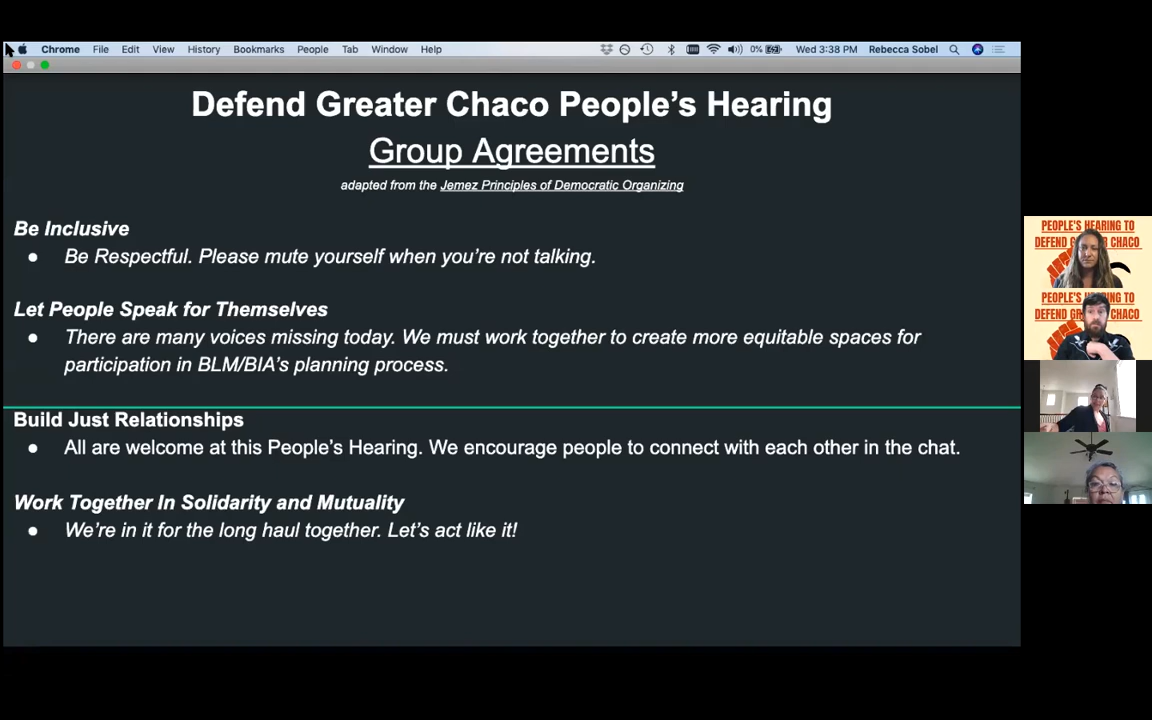 Chrome File Edit View History Bookmarks People Tab Window Help 0% Wed 3:38 PM Rebecca Sobel
Defend Greater Chaco People's Hearing
Group Agreements
adapted from the Jemez Principles of Democratic Organizing
Be Inclusive
● Be Respectful. Please mute yourself when you're not talking.
Let People Speak for Themselves
● There are many voices missing today. We must work together to create more equitable spaces for
participation in BLM/BIA's planning process.
Build Just Relationships
● All are welcome at this People's Hearing. We encourage people to connect with each other in the chat.
Work Together In Solidarity and Mutuality
● We're in it for the long haul together. Let's act like it!
PEOPLE'S HEARING TO
DEFEND CHACO
PEOPLE'S HEARING TO
DEFEND CHACO